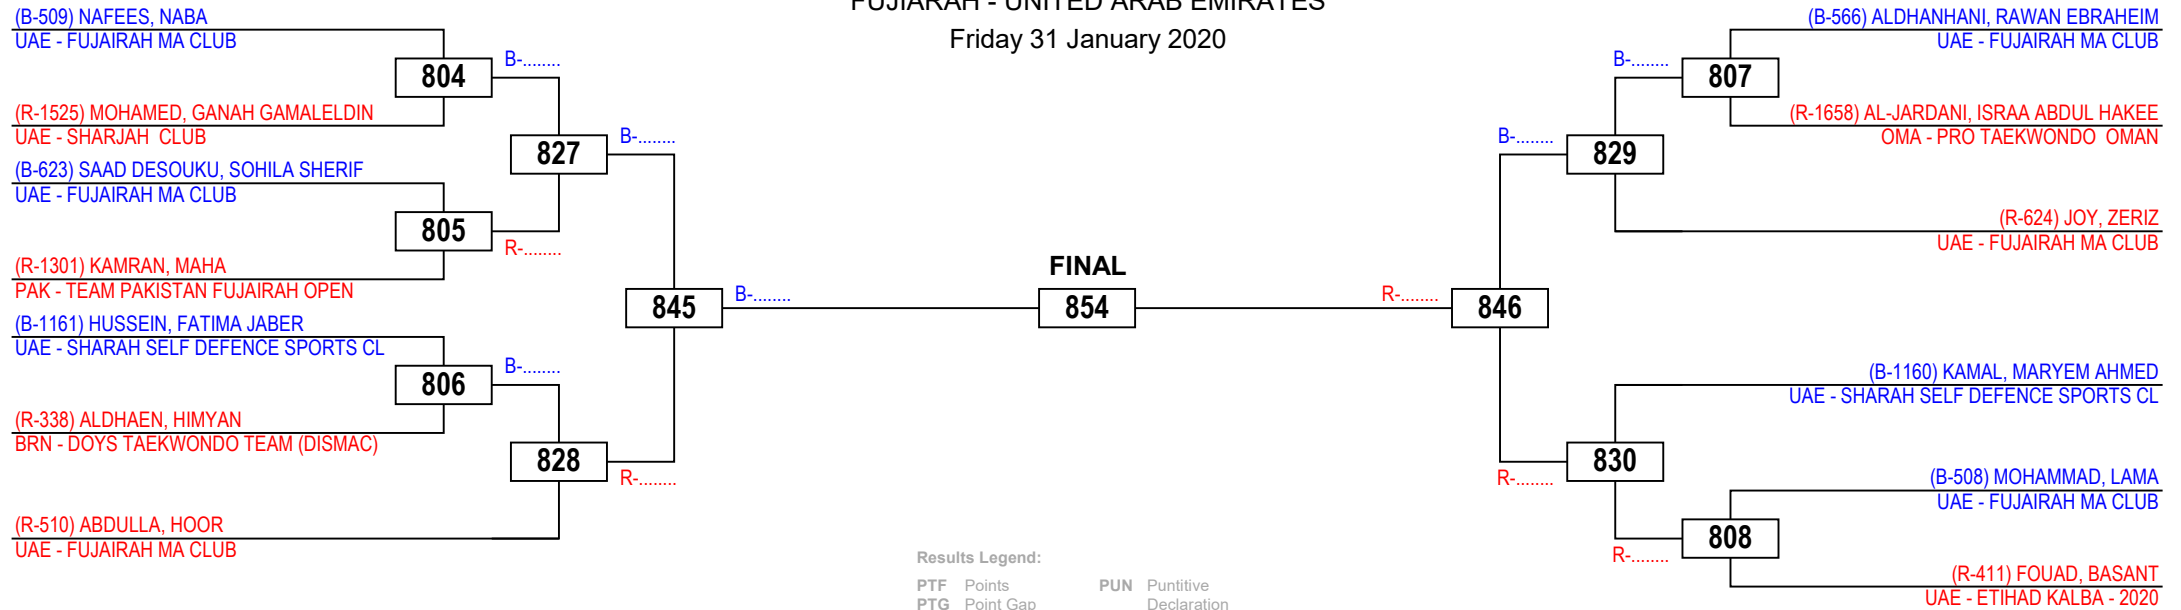 FUJIARAH - UNITED ARAB EMIRATES
Friday 31 January 2020
(B-509) NAFEES, NABA
UAE - FUJAIRAH MA CLUB
804
B-........
(R-1525) MOHAMED, GANAH GAMALELDIN
UAE - SHARJAH  CLUB
827
B-........
(B-623) SAAD DESOUKU, SOHILA SHERIF
UAE - FUJAIRAH MA CLUB
805
R-........
(R-1301) KAMRAN, MAHA
PAK - TEAM PAKISTAN FUJAIRAH OPEN
845
B-........
(B-1161) HUSSEIN, FATIMA JABER
UAE - SHARAH SELF DEFENCE SPORTS CL
806
B-........
(R-338) ALDHAEN, HIMYAN
BRN - DOYS TAEKWONDO TEAM (DISMAC)
828
R-........
(R-510) ABDULLA, HOOR
UAE - FUJAIRAH MA CLUB
FINAL
854
(B-566) ALDHANHANI, RAWAN EBRAHEIM
UAE - FUJAIRAH MA CLUB
B-........
807
(R-1658) AL-JARDANI, ISRAA ABDUL HAKEE
OMA - PRO TAEKWONDO  OMAN
B-........
829
(R-624) JOY, ZERIZ
UAE - FUJAIRAH MA CLUB
R-........
846
(B-1160) KAMAL, MARYEM AHMED
UAE - SHARAH SELF DEFENCE SPORTS CL
830
R-........
(B-508) MOHAMMAD, LAMA
UAE - FUJAIRAH MA CLUB
808
R-........
(R-411) FOUAD, BASANT
UAE - ETIHAD KALBA - 2020
Results Legend:
PTF Points
PTG Point Gap
PUN Puntitive
Declaration